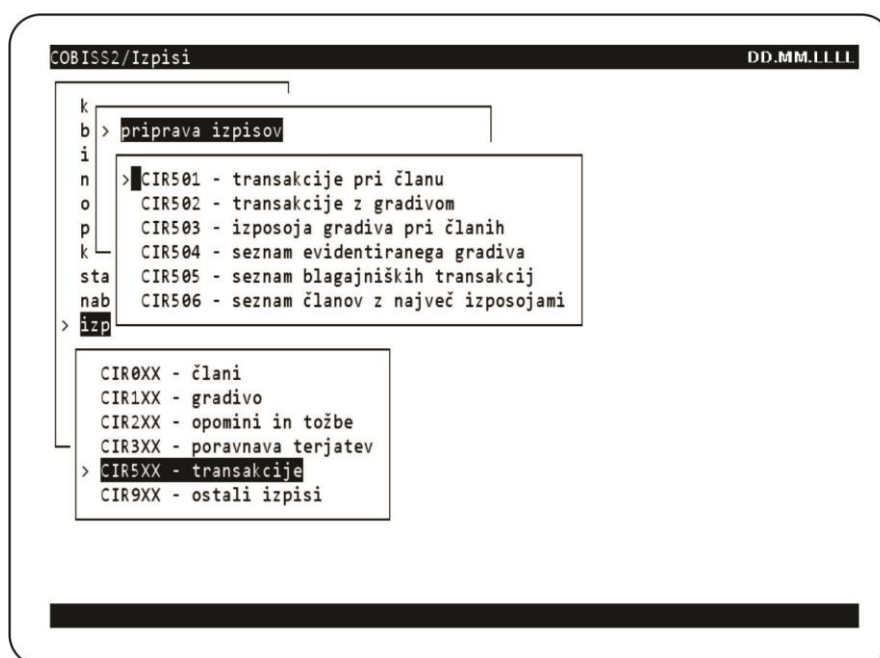 COBISS2/Izpisi DD.MM.LLLL
k
b > priprava izpisov
i
n > CIR501 - transakcije pri članu
o CIR502 - transakcije z gradivom
p CIR503 - izposoja gradiva pri članih
k CIR504 - seznam evidentiranega gradiva
sta CIR505 - seznam blagajniških transakcij
nab CIR506 - seznam članov z največ izposojami
> izp
CIR0XX - člani
CIR1XX - gradivo
CIR2XX - opomini in tožbe
CIR3XX - poravnava terjatev
> CIR5XX - transakcije
CIR9XX - ostali izpisi